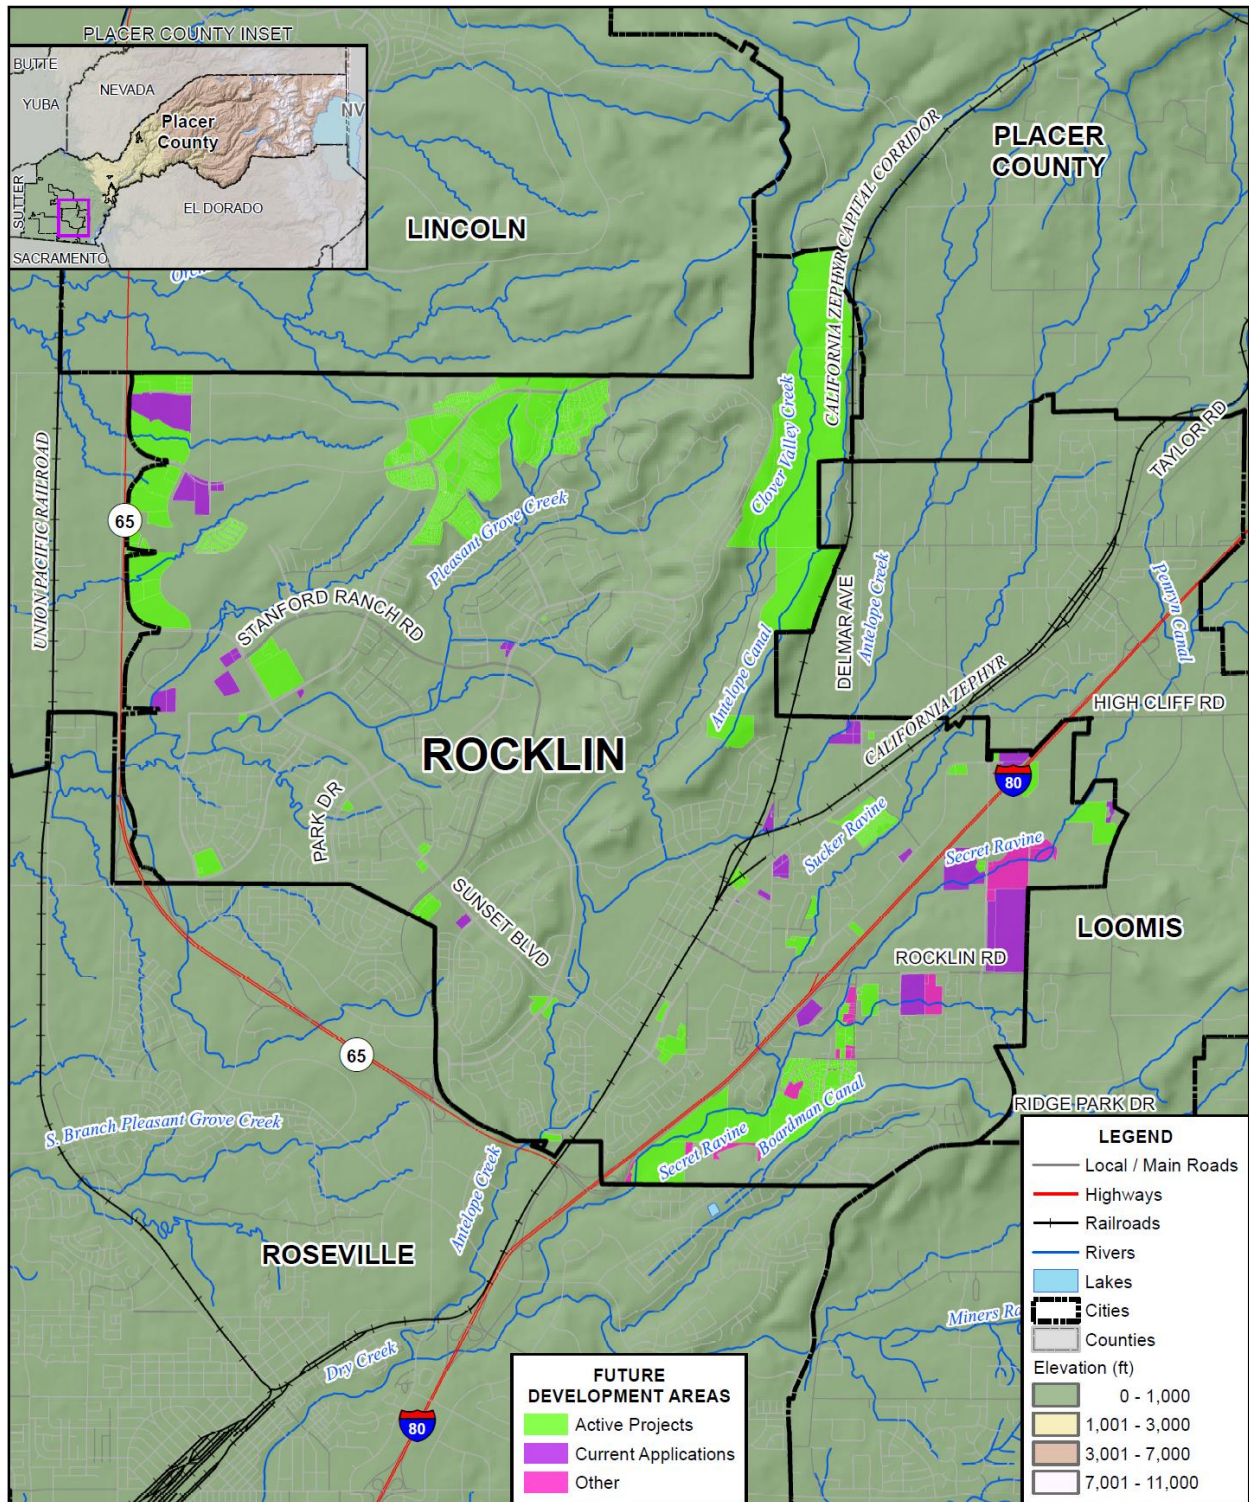 PLACER COUNTY INSET
BUTTE
NEVADA
YUBA
NV
Placer
County
SUTTER
EL DORADO
SACRAMENTO
LINCOLN
PLACER
COUNTY
CALIFORNIA ZEPHYR CAPITAL CORRIDOR
Clover Valley Creek
TAYLOR RD
UNION PACIFIC RAILROAD
65
Pleasant Grove Creek
STANFORD RANCH RD
Antelope Canal
DELMAR AVE
Antelope Creek
Penryn Canal
HIGH CLIFF RD
CALIFORNIA ZEPHYR
ROCKLIN
80
PARK DR
Sucker Ravine
Secret Ravine
SUNSET BLVD
LOOMIS
ROCKLIN RD
65
S. Branch Pleasant Grove Creek
Antelope Creek
Secret Ravine
Boardman Canal
RIDGE PARK DR
ROSEVILLE
Dry Creek
Miners
80
FUTURE
DEVELOPMENT AREAS
Active Projects
Current Applications
Other
LEGEND
Local / Main Roads
Highways
Railroads
Rivers
Lakes
Cities
Counties
Elevation (ft)
0 - 1,000
1,001 - 3,000
3,001 - 7,000
7,001 - 11,000